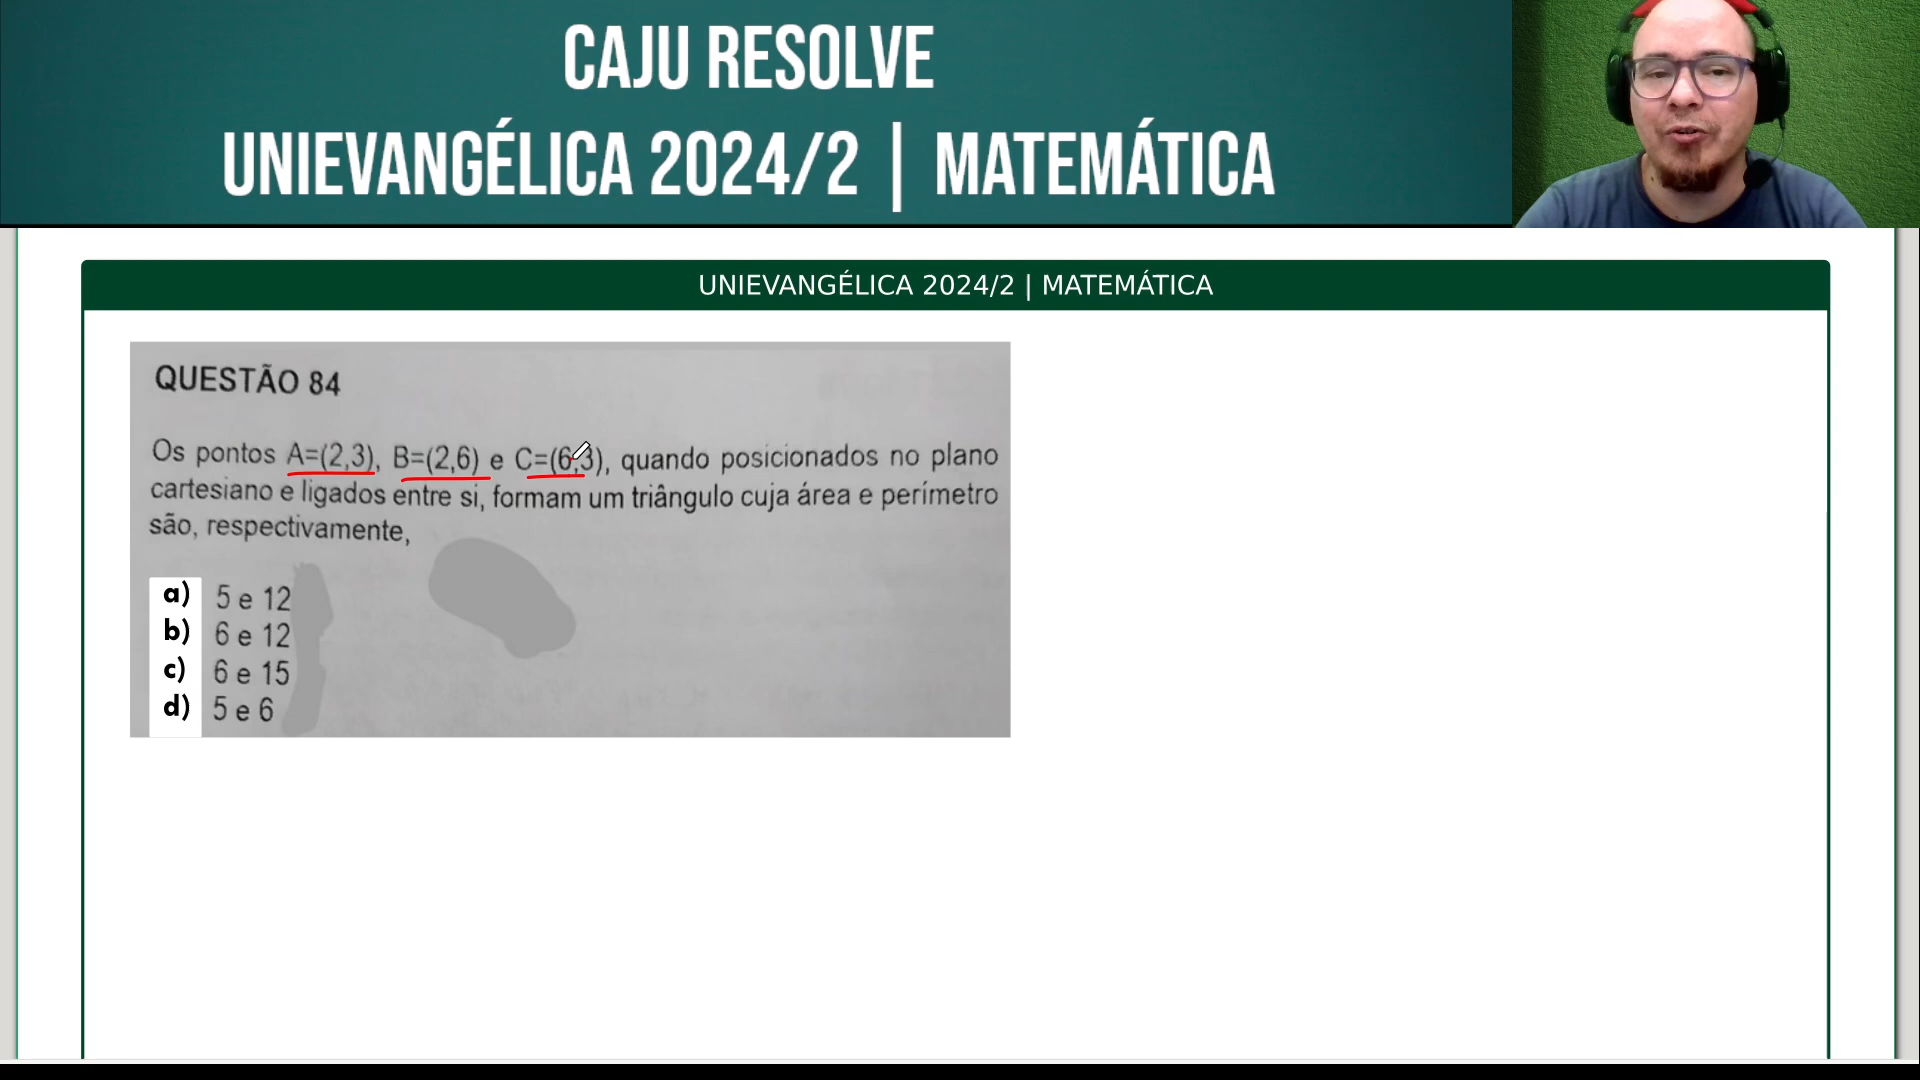 CAJU RESOLVE
UNIEVANGÉLICA 2024/2 | MATEMÁTICA
UNIEVANGÉLICA 2024/2 | MATEMÁTICA
QUESTÃO 84
Os pontos A=(2,3), B=(2,6) e C=(6,3), quando posicionados no plano
cartesiano e ligados entre si, formam um triângulo cuja área e perímetro
são, respectivamente,
a) 5 e 12
b) 6 e 12
c) 6 e 15
d) 5 e 6